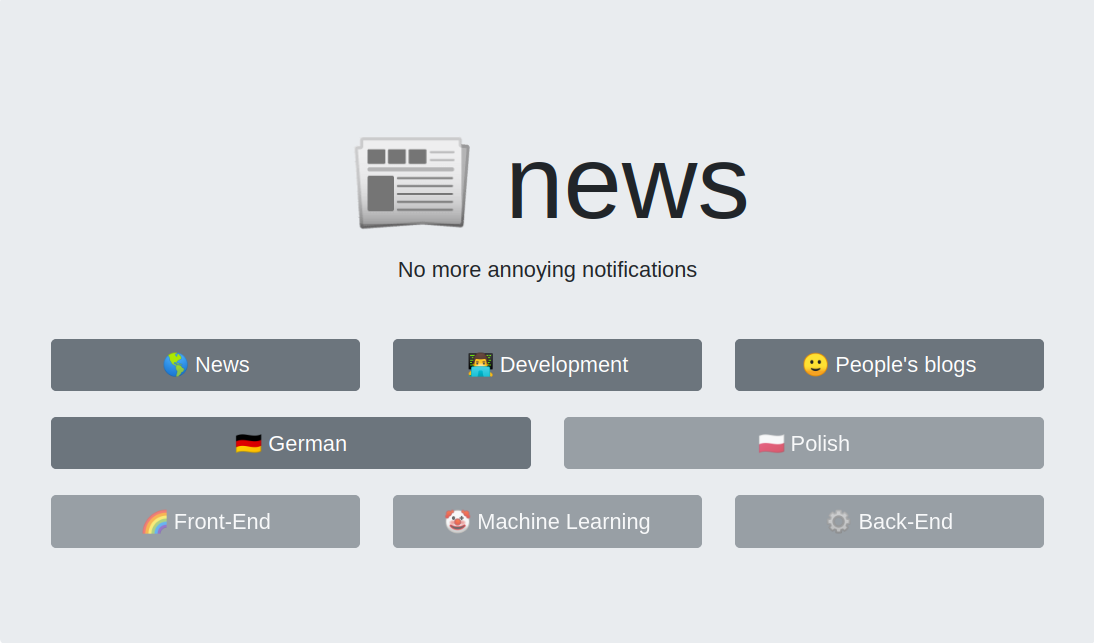 news
No more annoying notifications
News
Development
People's blogs
German
Polish
Front-End
Machine Learning
Back-End